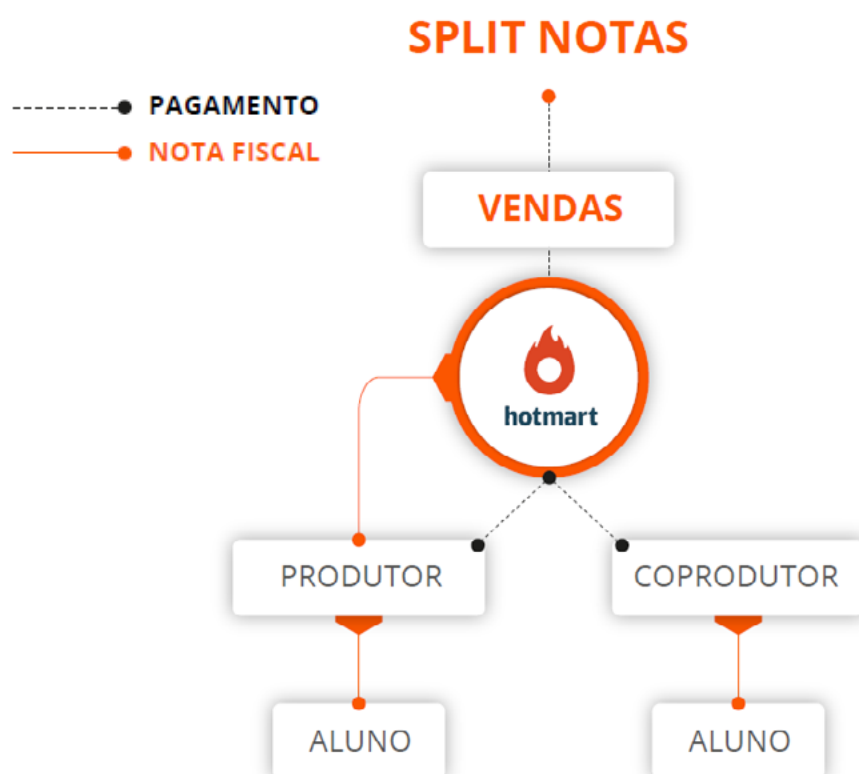 SPLIT NOTAS
PAGAMENTO
NOTA FISCAL
VENDAS
hotmart
PRODUTOR
COPRODUTOR
ALUNO
ALUNO